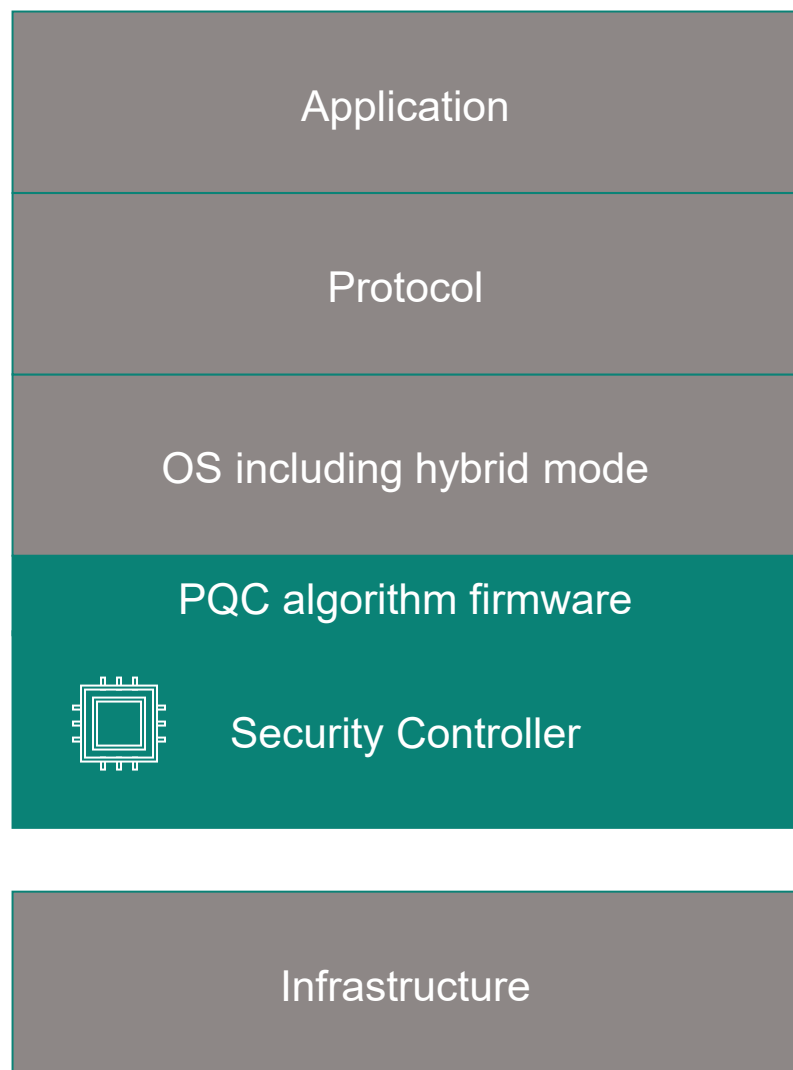 Application
Protocol
OS including hybrid mode
PQC algorithm firmware
Security Controller
Infrastructure